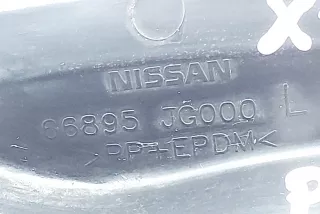 NISSAN
66895 JG000 L
>PP+EPDM<